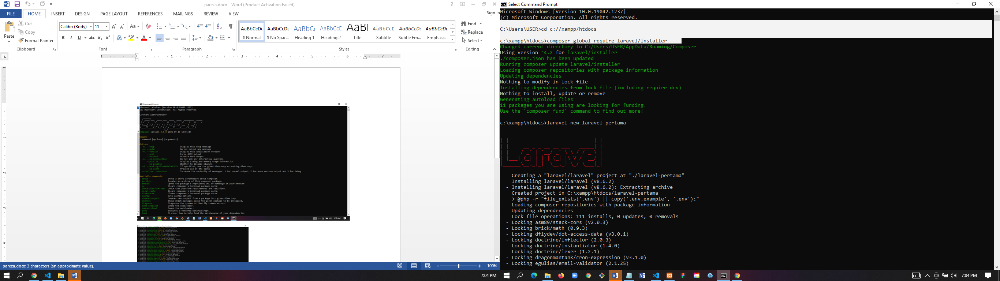 pareza.docx - Word (Product Activation Failed)
FILE HOME INSERT DESIGN PAGE LAYOUT REFERENCES MAILINGS REVIEW VIEW Sign in
Paste
Cut
Copy
Format Painter
Clipboard
Calibri (Body) 11
Font
Paragraph
AaBbCcDc AaBbCcDc AaBbCc AaBbCcD AaBl AaBbCcD AaBbCcDc AaBbCcDc
¶ Normal ¶ No Spac... Heading 1 Heading 2 Title Subtitle Subtle Em... Emphasis
Styles
Find
Replace
Select
Editing
1 1 2 3 4 5 6 7
Command Prompt
Microsoft Windows [Version 10.0.19042.1237]
(c) Microsoft Corporation. All rights reserved.
C:\Users\USER>composer
Composer
Composer version 2.1.8 2021-09-15 13:55:14
Usage:
command [options] [arguments]
Options:
-h, --help Display this help message
-q, --quiet Do not output any message
-V, --version Display this application version
--ansi Force ANSI output
--no-ansi Disable ANSI output
-n, --no-interaction Do not ask any interactive question
--profile Display timing and memory usage information
--no-plugins Whether to disable plugins.
-d, --working-dir=WORKING-DIR If specified, use the given directory as working directory.
--no-cache Prevent use of the cache
-v|vv|vvv, --verbose Increase the verbosity of messages: 1 for normal output, 2 for more verbose output and 3 for debug
Available commands:
about Shows a short information about Composer.
archive Creates an archive of this composer package.
browse Opens the package's repository URL or homepage in your browser.
cc Clears composer's internal package cache.
check-platform-reqs Check that platform requirements are satisfied.
clear-cache Clears composer's internal package cache.
clearcache Clears composer's internal package cache.
config Sets config options.
create-project Creates new project from a package into given directory.
depends Shows which packages cause the given package to be installed.
diagnose Diagnoses the system to identify common errors.
dump-autoload Dumps the autoloader.
dumpautoload Dumps the autoloader.
exec Executes a vendored binary/script.
fund Discover how to help fund the maintenance of your dependencies.
1:19 AM
pareza.docx: 3 characters (an approximate value).
100%
7:04 PM
Select Command Prompt
Microsoft Windows [Version 10.0.19042.1237]
(c) Microsoft Corporation. All rights reserved.
C:\Users\USER>cd c://xampp/htdocs
c:\xampp\htdocs>composer global require laravel/installer
Changed current directory to C:/Users/USER/AppData/Roaming/Composer
Using version ^4.2 for laravel/installer
./composer.json has been updated
Running composer update laravel/installer
Loading composer repositories with package information
Updating dependencies
Nothing to modify in lock file
Installing dependencies from lock file (including require-dev)
Nothing to install, update or remove
Generating autoload files
11 packages you are using are looking for funding.
Use the `composer fund` command to find out more!
c:\xampp\htdocs>laravel new laravel-pertama
Laravel
Creating a "laravel/laravel" project at "./laravel-pertama"
Installing laravel/laravel (v8.6.2)
- Installing laravel/laravel (v8.6.2): Extracting archive
Created project in C:\xampp\htdocs/laravel-pertama
> @php -r "file_exists('.env') || copy('.env.example', '.env');"
Loading composer repositories with package information
Updating dependencies
Lock file operations: 111 installs, 0 updates, 0 removals
- Locking asm89/stack-cors (v2.0.3)
- Locking brick/math (0.9.3)
- Locking dflydev/dot-access-data (v3.0.1)
- Locking doctrine/inflector (2.0.3)
- Locking doctrine/instantiator (1.4.0)
- Locking doctrine/lexer (1.2.1)
- Locking dragonmantank/cron-expression (v3.1.0)
- Locking egulias/email-validator (2.1.25)
7:04 PM